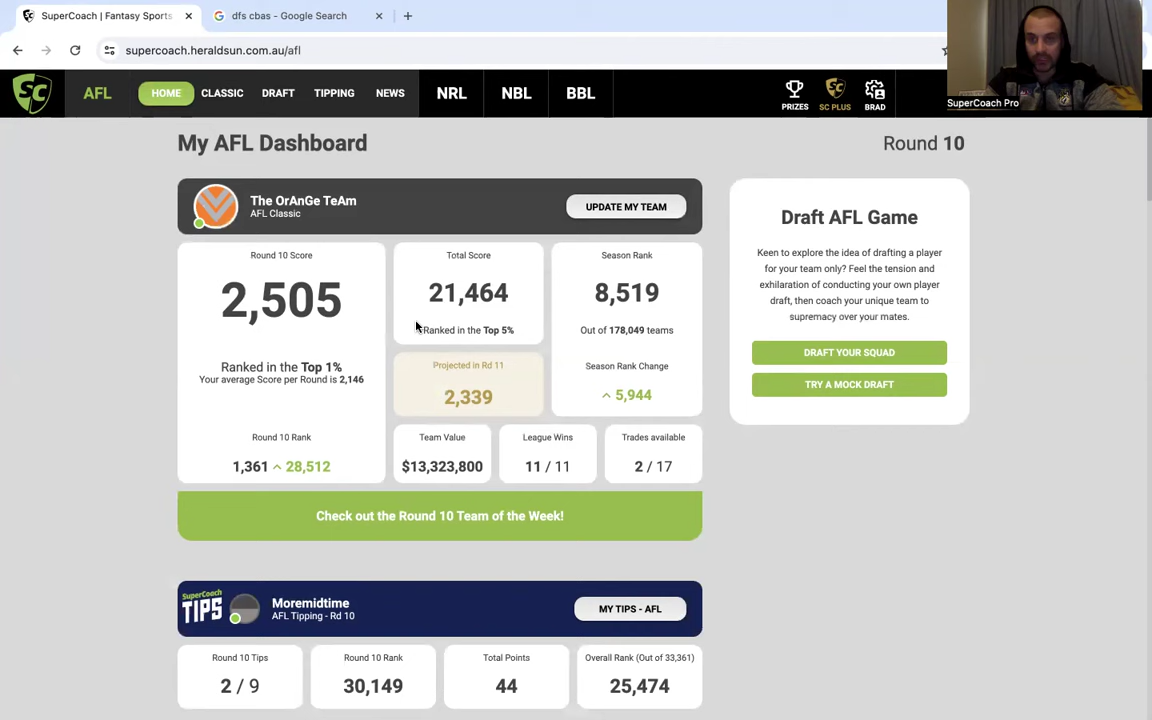 SuperCoach | Fantasy Sports
dfs cbas - Google Search
supercoach.heraldsun.com.au/afl
SC
AFL
HOME
CLASSIC
DRAFT
TIPPING
NEWS
NRL
NBL
BBL
PRIZES
SC PLUS
BRAD
SuperCoach Pro
My AFL Dashboard
Round 10
The OrAnGe TeAm
AFL Classic
UPDATE MY TEAM
Round 10 Score
2,505
Ranked in the Top 1%
Your average Score per Round is 2,146
Round 10 Rank
1,361 ^ 28,512
Total Score
21,464
Ranked in the Top 5%
Projected in Rd 11
2,339
Season Rank
8,519
Out of 178,049 teams
Season Rank Change
^ 5,944
Team Value
$13,323,800
League Wins
11 / 11
Trades available
2 / 17
Check out the Round 10 Team of the Week!
Draft AFL Game
Keen to explore the idea of drafting a player
for your team only? Feel the tension and
exhilaration of conducting your own player
draft, then coach your unique team to
supremacy over your mates.
DRAFT YOUR SQUAD
TRY A MOCK DRAFT
SuperCoach
TIPS
Moremidtime
AFL Tipping - Rd 10
MY TIPS - AFL
Round 10 Tips
2 / 9
Round 10 Rank
30,149
Total Points
44
Overall Rank (Out of 33,361)
25,474